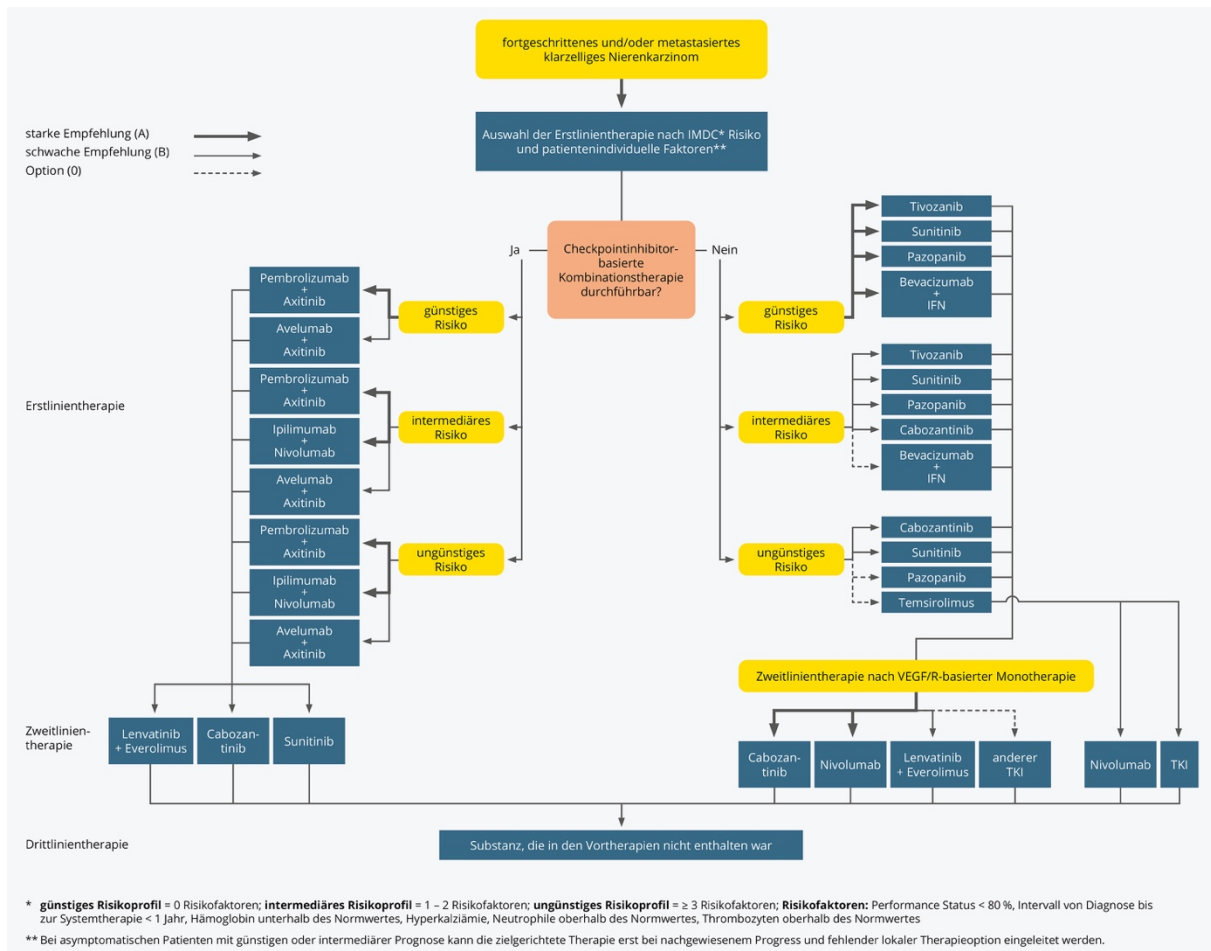 fortgeschrittenes und/oder metastasiertes
klarzelliges Nierenkarzinom
starke Empfehlung (A)
schwache Empfehlung (B)
Option (0)
Auswahl der Erstlinientherapie nach IMDC* Risiko
und patientenindividuelle Faktoren**
Ja
Checkpointinhibitor-
basierte
Kombinationstherapie
durchführbar?
Nein
Erstlinientherapie
günstiges
Risiko
Pembrolizumab
+
Axitinib
Avelumab
+
Axitinib
intermediäres
Risiko
Pembrolizumab
+
Axitinib
Ipilimumab
+
Nivolumab
Avelumab
+
Axitinib
ungünstiges
Risiko
Pembrolizumab
+
Axitinib
Ipilimumab
+
Nivolumab
Avelumab
+
Axitinib
günstiges
Risiko
Tivozanib
Sunitinib
Pazopanib
Bevacizumab
+
IFN
intermediäres
Risiko
Tivozanib
Sunitinib
Pazopanib
Cabozantinib
Bevacizumab
+
IFN
ungünstiges
Risiko
Cabozantinib
Sunitinib
Pazopanib
Temsirolimus
Zweitlinientherapie nach VEGF/R-basierter Monotherapie
Zweitlinien-
therapie
Lenvatinib
+ Everolimus
Cabozan-
tinib
Sunitinib
Cabozan-
tinib
Nivolumab
Lenvatinib
+ Everolimus
anderer
TKI
Nivolumab
TKI
Drittlinientherapie
Substanz, die in den Vortherapien nicht enthalten war
* günstiges Risikoprofil = 0 Risikofaktoren; intermediäres Risikoprofil = 1 – 2 Risikofaktoren; ungünstiges Risikoprofil = ≥ 3 Risikofaktoren; Risikofaktoren: Performance Status < 80 %, Intervall von Diagnose bis
zur Systemtherapie < 1 Jahr, Hämoglobin unterhalb des Normwertes, Hyperkalziämie, Neutrophile oberhalb des Normwertes, Thrombozyten oberhalb des Normwertes
** Bei asymptomatischen Patienten mit günstigen oder intermediärer Prognose kann die zielgerichtete Therapie erst bei nachgewiesenem Progress und fehlender lokaler Therapieoption eingeleitet werden.